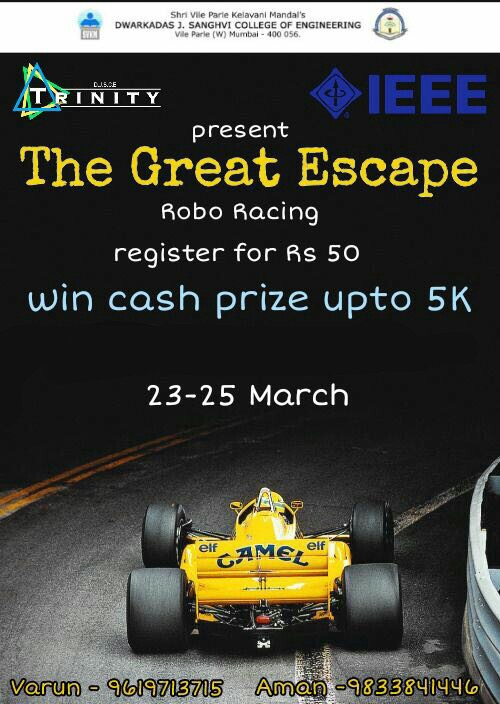 Shri Vile Parle Kelavani Mandal's
DWARKADAS J. SANGHVI COLLEGE OF ENGINEERING
Vile Parle (W) Mumbai - 400 056.
SVKM
D.J.S.C.E
TRINITY
IEEE
present
The Great Escape
Robo Racing
register for Rs 50
win cash prize upto 5K
23-25 March
elf CAMEL elf
Varun - 9619713715 Aman -9833841446